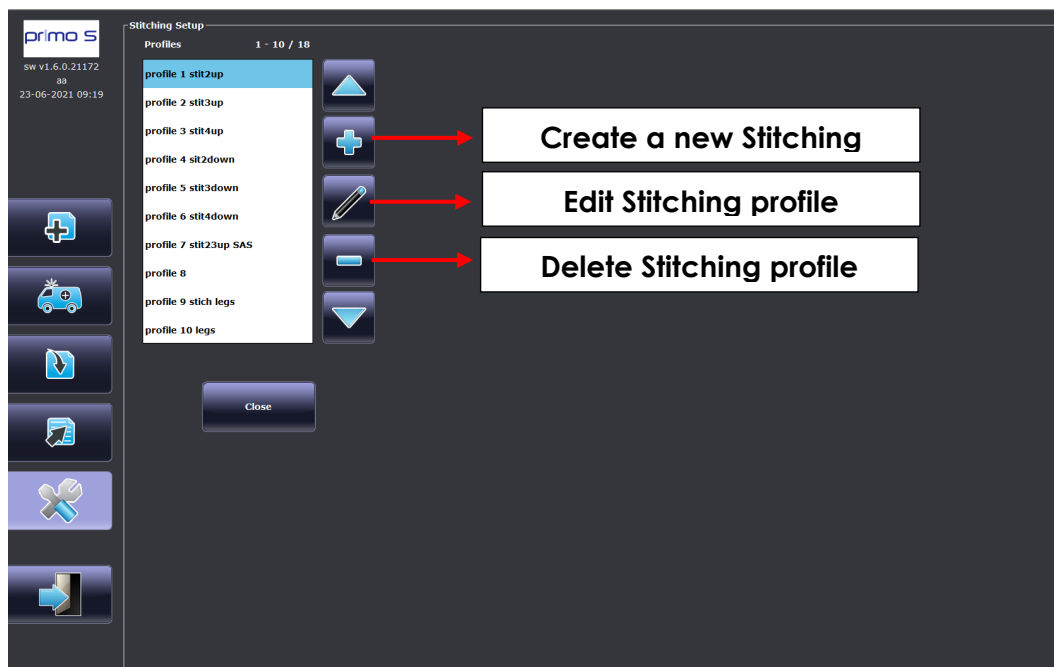 primo S
sw v1.6.0.21172
aa
23-06-2021 09:19
Stitching Setup
Profiles 1 - 10 / 18
profile 1 stit2up
profile 2 stit3up
profile 3 stit4up
profile 4 sit2down
profile 5 stit3down
profile 6 stit4down
profile 7 stit23up SAS
profile 8
profile 9 stich legs
profile 10 legs
Close
Create a new Stitching
Edit Stitching profile
Delete Stitching profile